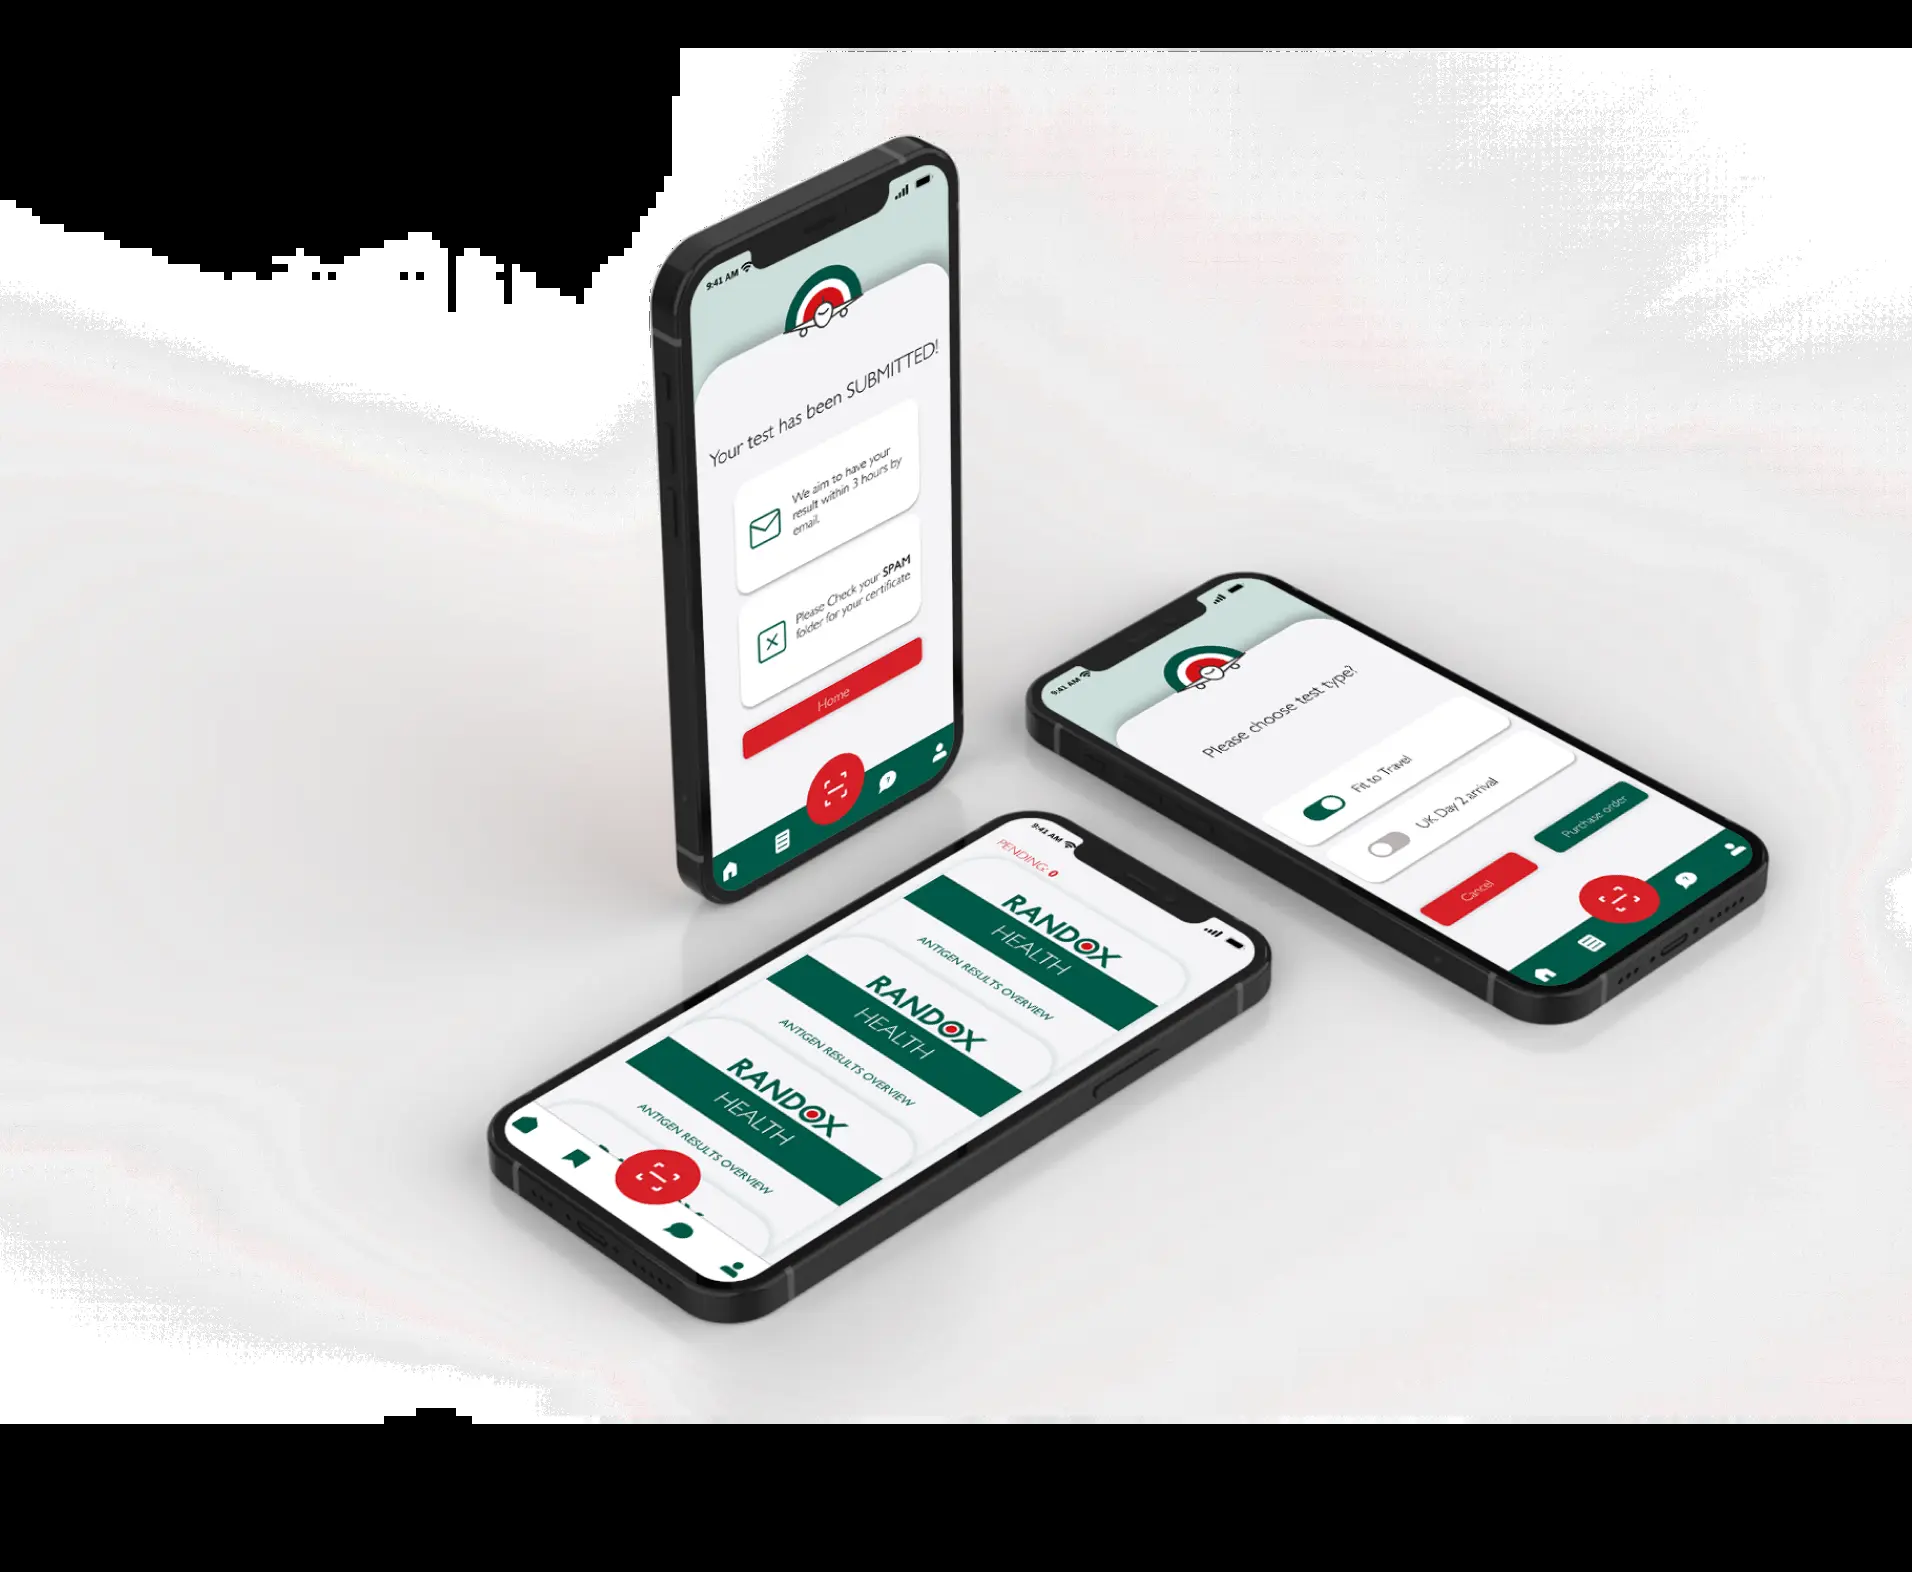 9:41 AM
Your test has been SUBMITTED!
We aim to have your
result within 3 hours by
email.
Please Check your SPAM
folder for your certificate
Home
9:41 AM
Please choose test type?
Fit to Travel
UK Day 2 arrival
Purchase order
Cancel
9:41 AM
PENDING: 0
RANDOX
HEALTH
ANTIGEN RESULTS OVERVIEW
RANDOX
HEALTH
ANTIGEN RESULTS OVERVIEW
RANDOX
HEALTH
ANTIGEN RESULTS OVERVIEW